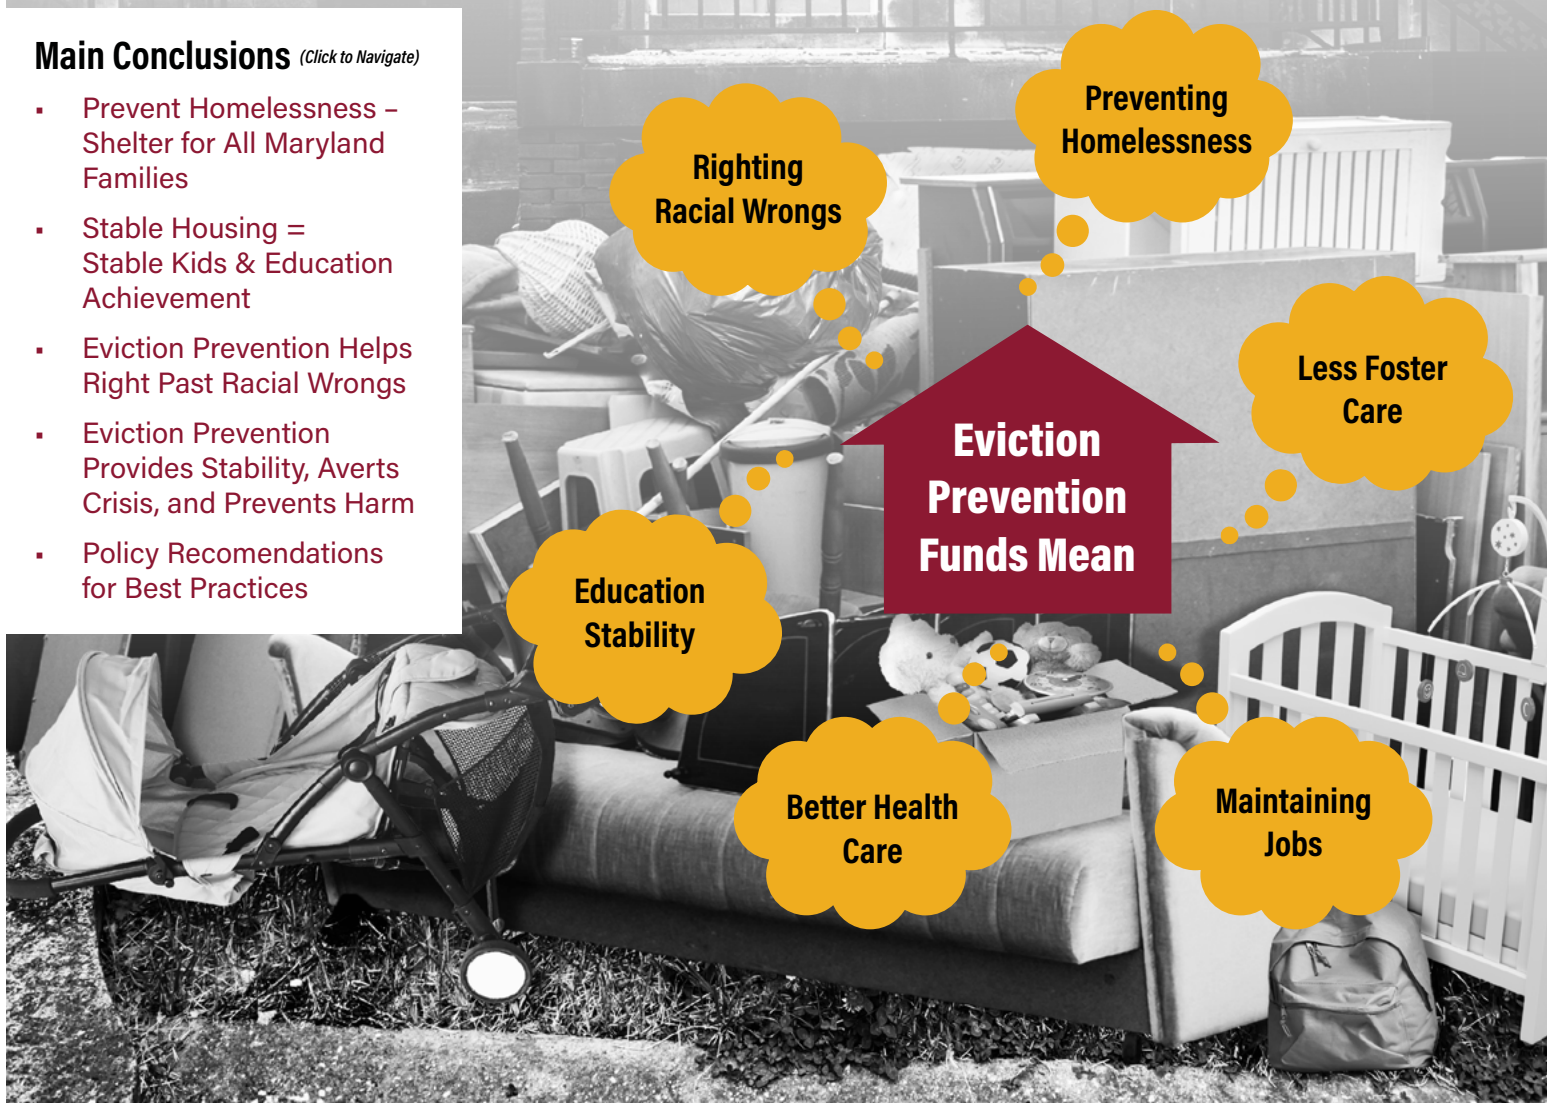 Main Conclusions (Click to Navigate)
▪ Prevent Homelessness –
Shelter for All Maryland
Families
▪ Stable Housing =
Stable Kids & Education
Achievement
▪ Eviction Prevention Helps
Right Past Racial Wrongs
▪ Eviction Prevention
Provides Stability, Averts
Crisis, and Prevents Harm
▪ Policy Recomendations
for Best Practices
Righting
Racial Wrongs
Preventing
Homelessness
Less Foster
Care
Eviction
Prevention
Funds Mean
Education
Stability
Better Health
Care
Maintaining
Jobs